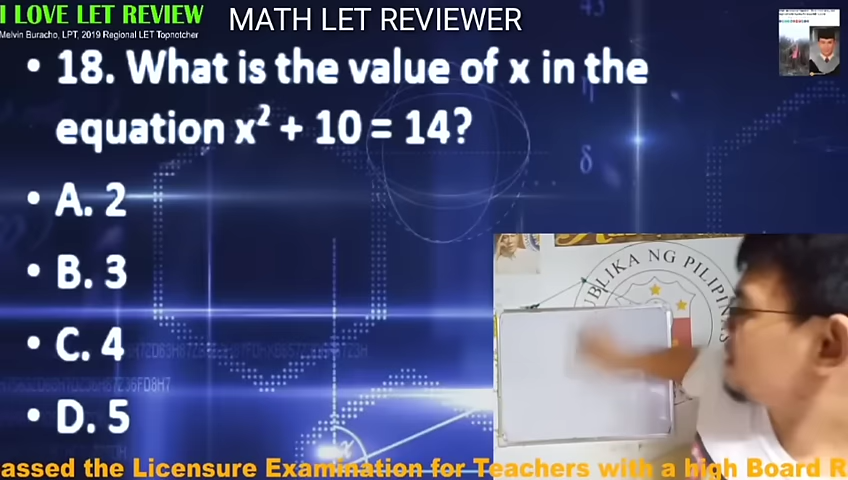 I LOVE LET REVIEW
Melvin Buracho, LPT, 2019 Regional LET Topnotcher
MATH LET REVIEWER
• 18. What is the value of x in the
equation x² + 10 = 14?
• A. 2
• B. 3
• C. 4
• D. 5
UBLIKA NG PILIPINAS
assed the Licensure Examination for Teachers with a high Board R